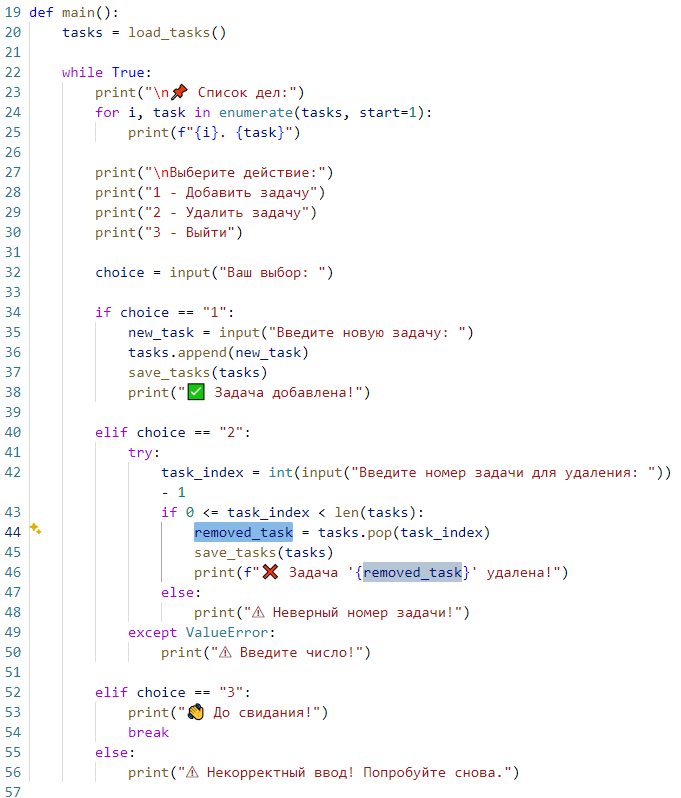 19 def main():
20     tasks = load_tasks()
21
22     while True:
23         print("\n📌 Список дел:")
24         for i, task in enumerate(tasks, start=1):
25             print(f"{i}. {task}")
26
27         print("\nВыберите действие:")
28         print("1 - Добавить задачу")
29         print("2 - Удалить задачу")
30         print("3 - Выйти")
31
32         choice = input("Ваш выбор: ")
33
34         if choice == "1":
35             new_task = input("Введите новую задачу: ")
36             tasks.append(new_task)
37             save_tasks(tasks)
38             print("✅ Задача добавлена!")
39
40         elif choice == "2":
41             try:
42                 task_index = int(input("Введите номер задачи для удаления: "))
                 - 1
43                 if 0 <= task_index < len(tasks):
44                     removed_task = tasks.pop(task_index)
45                     save_tasks(tasks)
46                     print(f"❌ Задача '{removed_task}' удалена!")
47                 else:
48                     print("⚠ Неверный номер задачи!")
49             except ValueError:
50                 print("⚠ Введите число!")
51
52         elif choice == "3":
53             print("👋 До свидания!")
54             break
55         else:
56             print("⚠ Некорректный ввод! Попробуйте снова.")
57